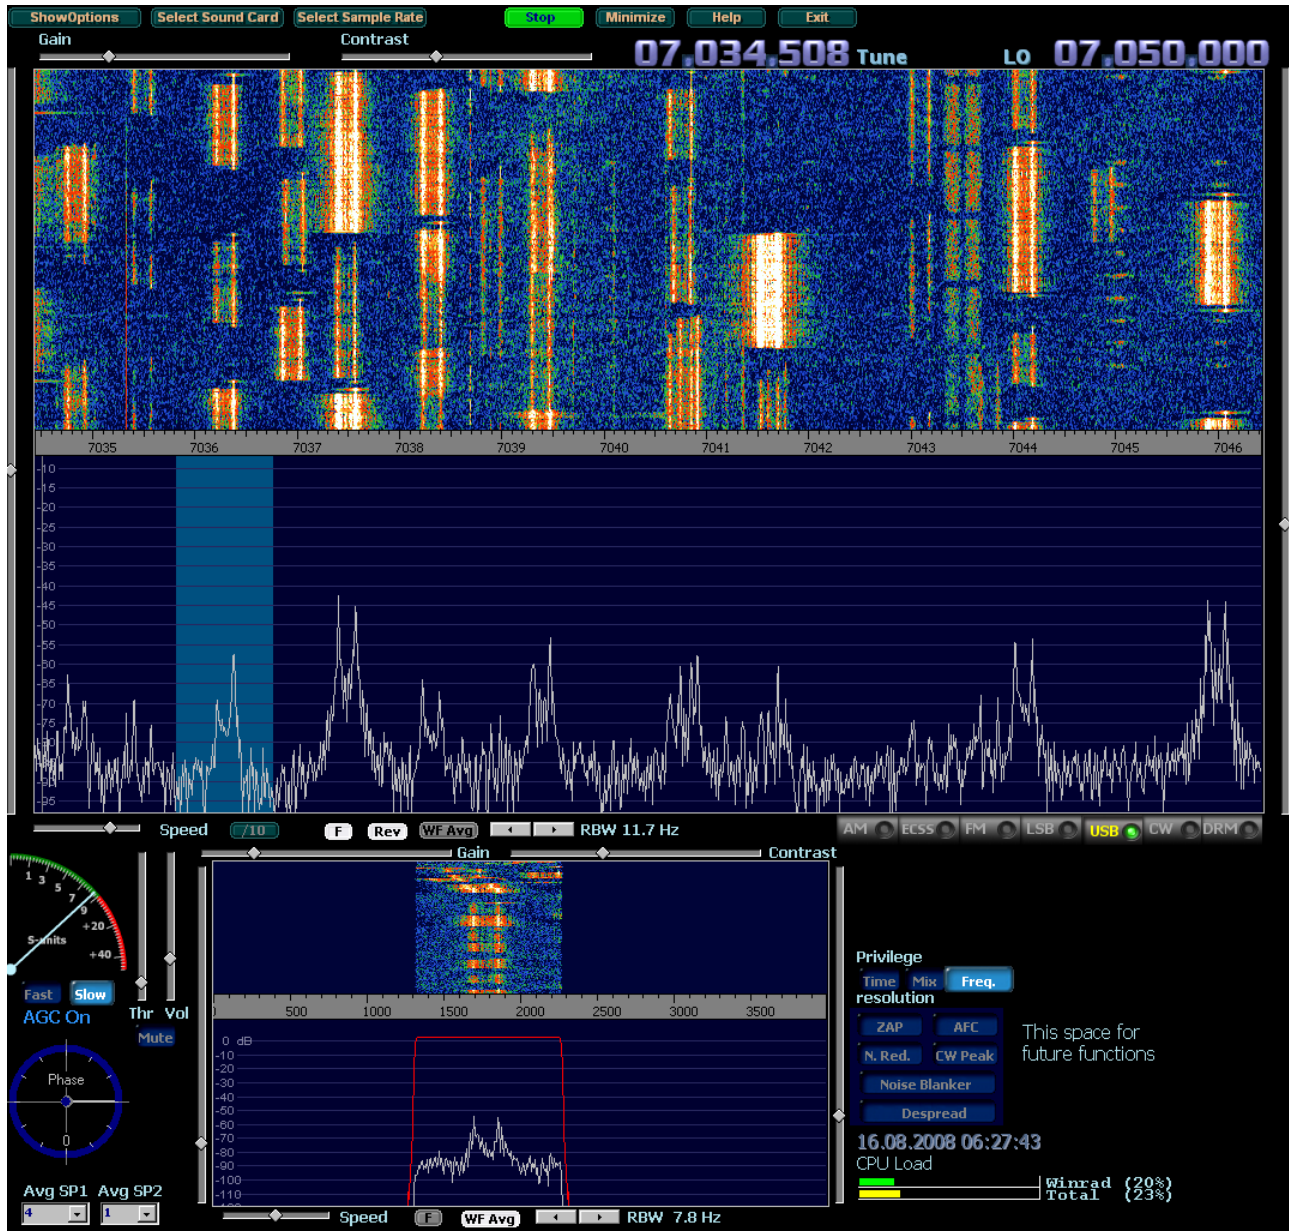 ShowOptions Select Sound Card Select Sample Rate Stop Minimize Help Exit
Gain Contrast 07,034,508 Tune LO 07,050,000
7035 7036 7037 7038 7039 7040 7041 7042 7043 7044 7045 7046
-10
-15
-20
-25
-30
-35
-40
-45
-50
-55
-60
-65
-70
-75
-80
-85
-90
-95
Speed /10 F Rev WF Avg RBW 11.7 Hz AM ECSS FM LSB USB CW DRM
Gain Contrast
1 3 5 7 9 +20 +40
S-units
Fast Slow
AGC On
Thr Vol
Mute
Phase
0
Avg SP1 Avg SP2
4 1
0 500 1000 1500 2000 2500 3000 3500
0 dB
-10
-20
-30
-40
-50
-60
-70
-80
-90
-100
-110
Speed F WF Avg RBW 7.8 Hz
Privilege
Time Mix Freq.
resolution
ZAP AFC
N. Red. CW Peak
Noise Blanker
Despread
This space for
future functions
16.08.2008 06:27:43
CPU Load
Winrad (20%)
Total (23%)